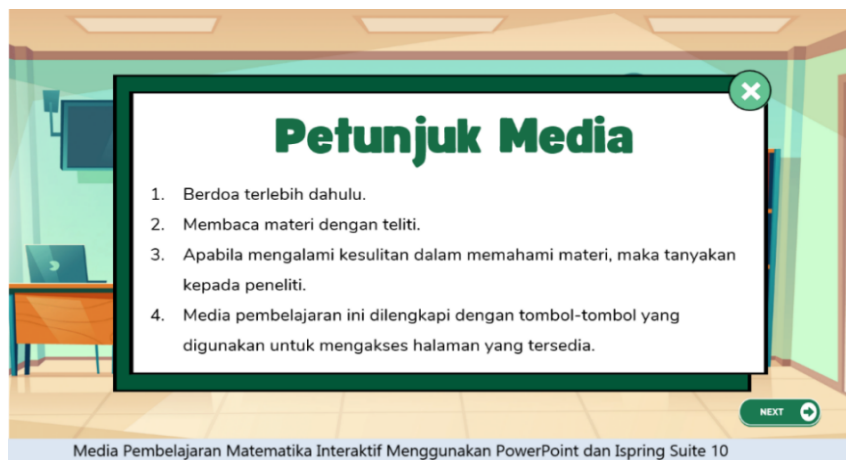 Petunjuk Media
1. Berdoa terlebih dahulu.
2. Membaca materi dengan teliti.
3. Apabila mengalami kesulitan dalam memahami materi, maka tanyakan
kepada peneliti.
4. Media pembelajaran ini dilengkapi dengan tombol-tombol yang
digunakan untuk mengakses halaman yang tersedia.
NEXT
Media Pembelajaran Matematika Interaktif Menggunakan PowerPoint dan Ispring Suite 10